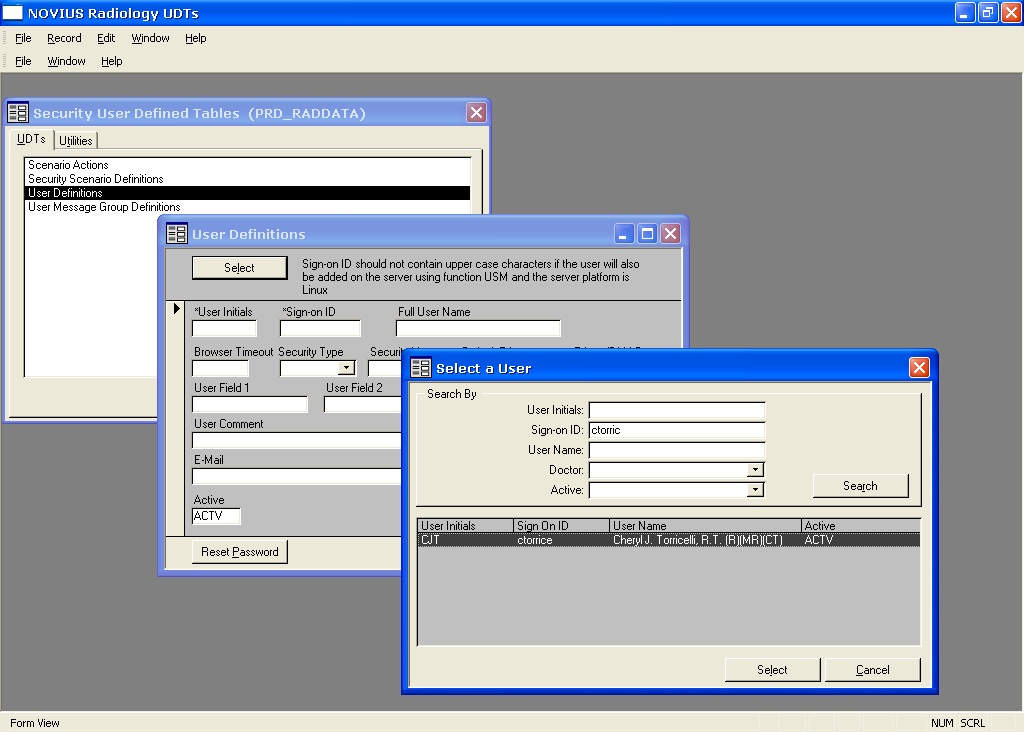 NOVIUS Radiology UDTs
File Record Edit Window Help
File Window Help
Security User Defined Tables (PRD_RADDATA)
UDTs Utilities
Scenario Actions
Security Scenario Definitions
User Definitions
User Message Group Definitions
User Definitions
Select
Sign-on ID should not contain upper case characters if the user will also
be added on the server using function USM and the server platform is
Linux
*User Initials *Sign-on ID Full User Name
Browser Timeout Security Type
User Field 1 User Field 2
User Comment
E-Mail
Active
ACTV
Reset Password
Select a User
Search By
User Initials:
Sign-on ID: ctorric
User Name:
Doctor:
Active:
Search
User Initials Sign On ID User Name Active
CJT ctorrice Cheryl J. Torricelli, R.T. (R)(MR)(CT) ACTV
Select Cancel
Form View NUM SCRL